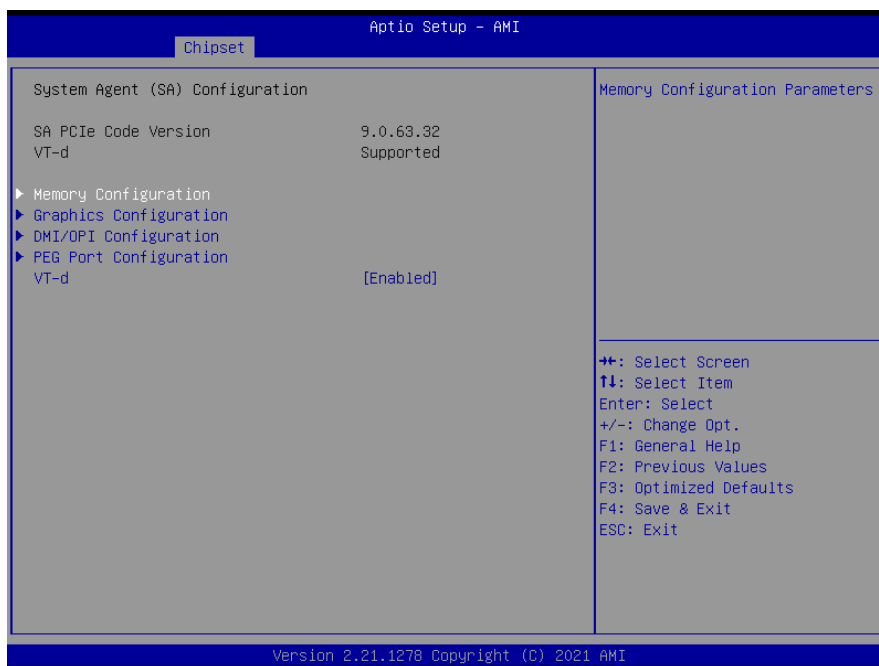 Aptio Setup – AMI
Chipset
System Agent (SA) Configuration
SA PCIe Code Version 9.0.63.32
VT-d Supported
▶ Memory Configuration
▶ Graphics Configuration
▶ DMI/OPI Configuration
▶ PEG Port Configuration
VT-d [Enabled]
Memory Configuration Parameters
→←: Select Screen
↑↓: Select Item
Enter: Select
+/-: Change Opt.
F1: General Help
F2: Previous Values
F3: Optimized Defaults
F4: Save & Exit
ESC: Exit
Version 2.21.1278 Copyright (C) 2021 AMI